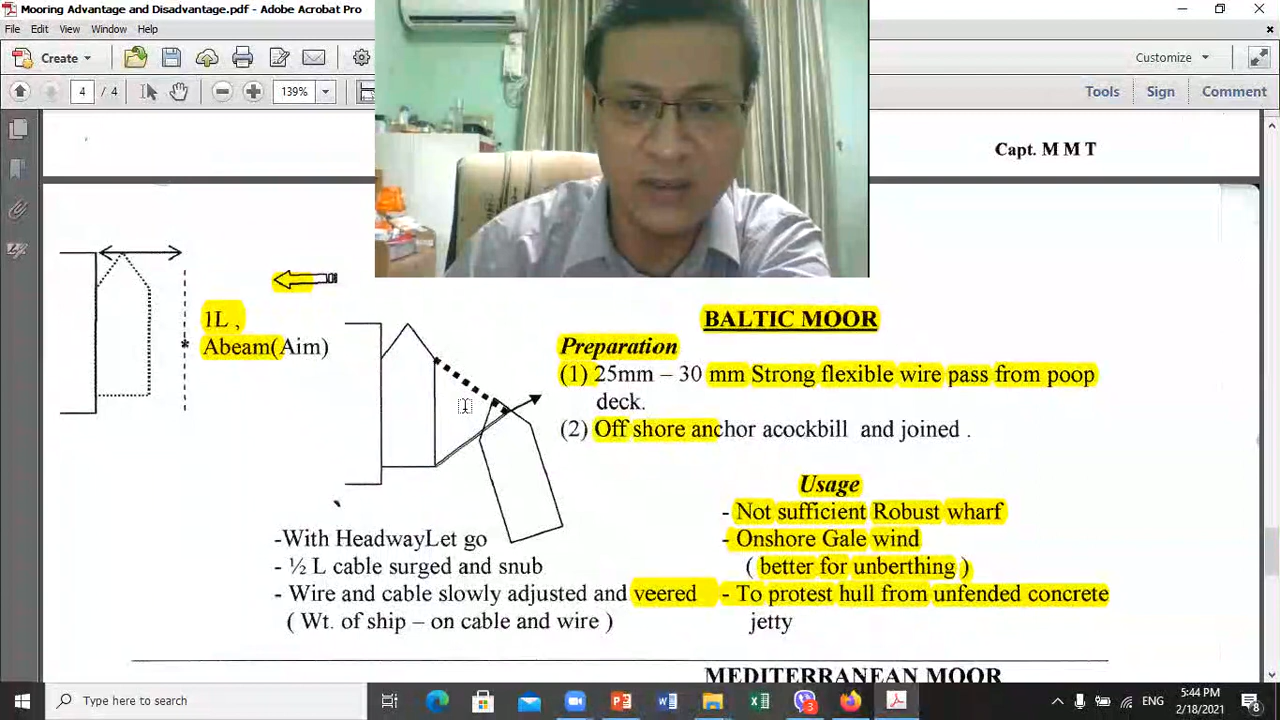 Mooring Advantage and Disadvantage.pdf - Adobe Acrobat Pro
File Edit View Window Help
Create
Customize
4 / 4
139%
Tools Sign Comment
Capt. M M T
1L ,
Abeam(Aim)
BALTIC MOOR
Preparation
(1) 25mm – 30 mm Strong flexible wire pass from poop
deck.
(2) Off shore anchor acockbill and joined .
Usage
- Not sufficient Robust wharf
- Onshore Gale wind
( better for unberthing )
- To protest hull from unfended concrete
jetty
-With HeadwayLet go
- ½ L cable surged and snub
- Wire and cable slowly adjusted and veered
( Wt. of ship – on cable and wire )
MEDITERRANEAN MOOR
Type here to search
3
ENG
5:44 PM
2/18/2021
8